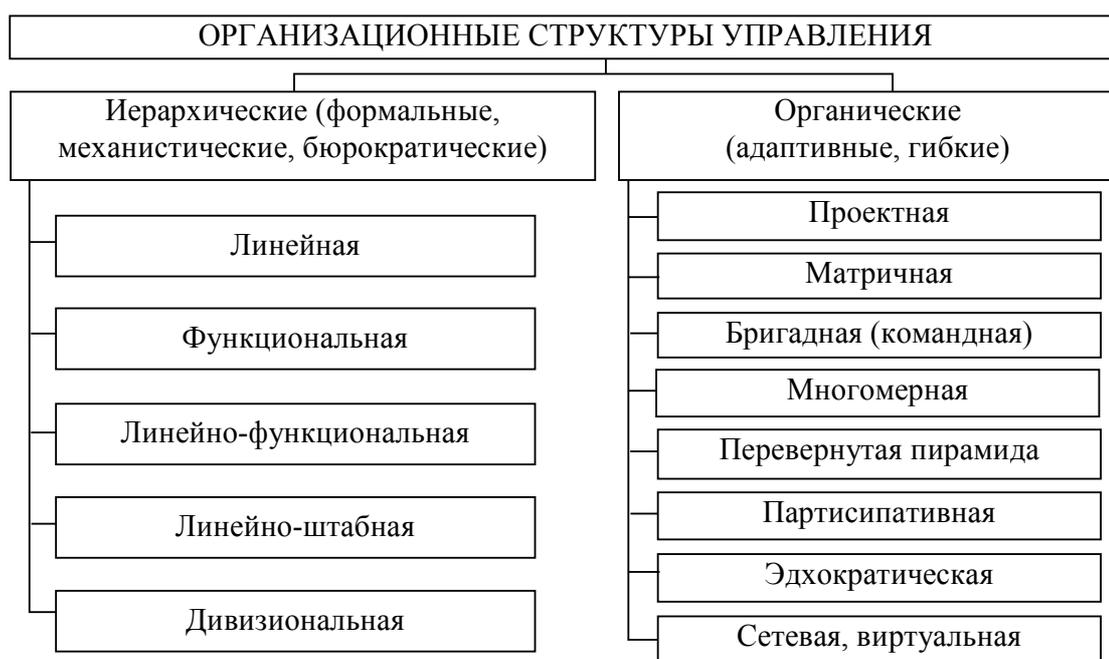 ОРГАНИЗАЦИОННЫЕ СТРУКТУРЫ УПРАВЛЕНИЯ
Иерархические (формальные,
механистические, бюрократические)
Линейная
Функциональная
Линейно-функциональная
Линейно-штабная
Дивизиональная
Органические
(адаптивные, гибкие)
Проектная
Матричная
Бригадная (командная)
Многомерная
Перевернутая пирамида
Партисипативная
Эдхократическая
Сетевая, виртуальная